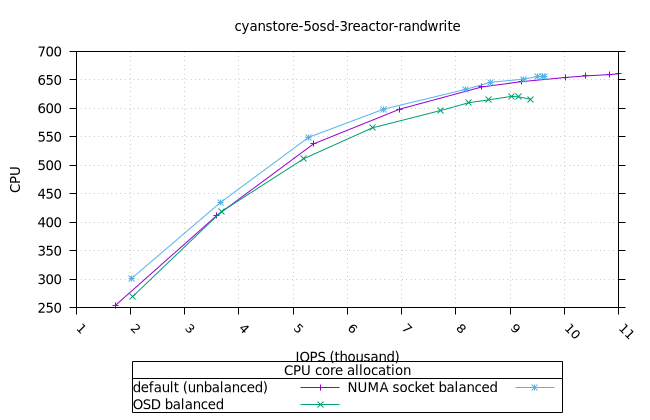 cyanstore-5osd-3reactor-randwrite
700
650
600
550
500
450
400
350
300
250
CPU
1 2 3 4 5 6 7 8 9 10 11
IOPS (thousand)
CPU core allocation
default (unbalanced) NUMA socket balanced
OSD balanced